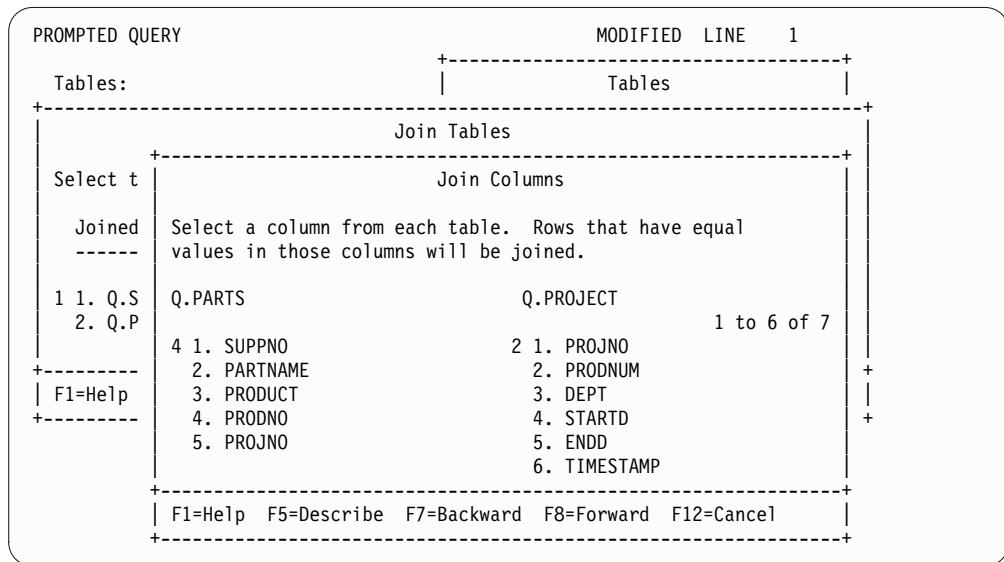 PROMPTED QUERY MODIFIED LINE 1
Tables: Tables
Join Tables
Select t Join Columns
Joined Select a column from each table. Rows that have equal
------ values in those columns will be joined.
1 1. Q.S Q.PARTS Q.PROJECT
2. Q.P 1 to 6 of 7
4 1. SUPPNO 2 1. PROJNO
2. PARTNAME 2. PRODNUM
F1=Help 3. PRODUCT 3. DEPT
4. PRODNO 4. STARTD
5. PROJNO 5. ENDD
6. TIMESTAMP
F1=Help F5=Describe F7=Backward F8=Forward F12=Cancel